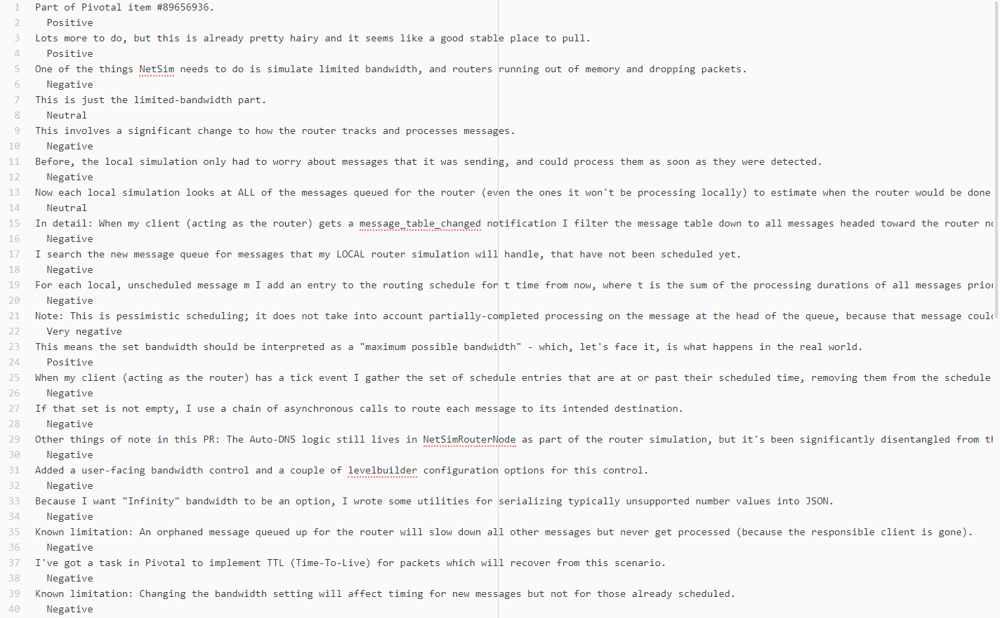 1 Part of Pivotal item #89656936.
2 Positive
3 Lots more to do, but this is already pretty hairy and it seems like a good stable place to pull.
4 Positive
5 One of the things NetSim needs to do is simulate limited bandwidth, and routers running out of memory and dropping packets.
6 Negative
7 This is just the limited-bandwidth part.
8 Neutral
9 This involves a significant change to how the router tracks and processes messages.
10 Negative
11 Before, the local simulation only had to worry about messages that it was sending, and could process them as soon as they were detected.
12 Negative
13 Now each local simulation looks at ALL of the messages queued for the router (even the ones it won't be processing locally) to estimate when the router would be done
14 Neutral
15 In detail: When my client (acting as the router) gets a message_table_changed notification I filter the message table down to all messages headed toward the router
16 Negative
17 I search the new message queue for messages that my LOCAL router simulation will handle, that have not been scheduled yet.
18 Negative
19 For each local, unscheduled message m I add an entry to the routing schedule for t time from now, where t is the sum of the processing durations of all messages
20 Negative
21 Note: This is pessimistic scheduling; it does not take into account partially-completed processing on the message at the head of the queue, because that message
22 Very negative
23 This means the set bandwidth should be interpreted as a "maximum possible bandwidth" - which, let's face it, is what happens in the real world.
24 Positive
25 When my client (acting as the router) has a tick event I gather the set of schedule entries that are at or past their scheduled time, removing them from the schedule
26 Negative
27 If that set is not empty, I use a chain of asynchronous calls to route each message to its intended destination.
28 Negative
29 Other things of note in this PR: The Auto-DNS logic still lives in NetSimRouterNode as part of the router simulation, but it's been significantly disentangled from
30 Negative
31 Added a user-facing bandwidth control and a couple of levelbuilder configuration options for this control.
32 Negative
33 Because I want "Infinity" bandwidth to be an option, I wrote some utilities for serializing typically unsupported number values into JSON.
34 Negative
35 Known limitation: An orphaned message queued up for the router will slow down all other messages but never get processed (because the responsible client is gone).
36 Negative
37 I've got a task in Pivotal to implement TTL (Time-To-Live) for packets which will recover from this scenario.
38 Negative
39 Known limitation: Changing the bandwidth setting will affect timing for new messages but not for those already scheduled.
40 Negative